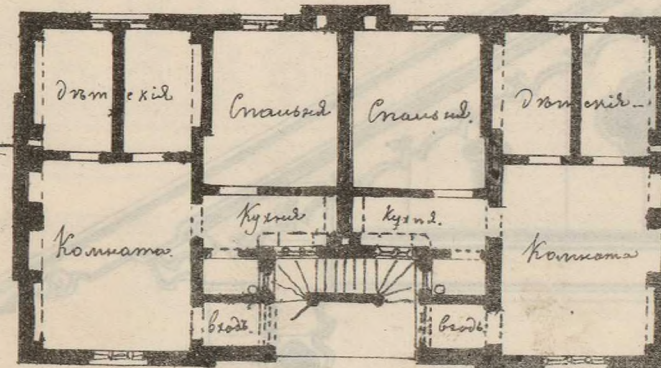 Дѣтскія
Спальня
Спальня.
Дѣтскія
Кухня
Кухня.
Комната.
Комната
входъ.
входъ.